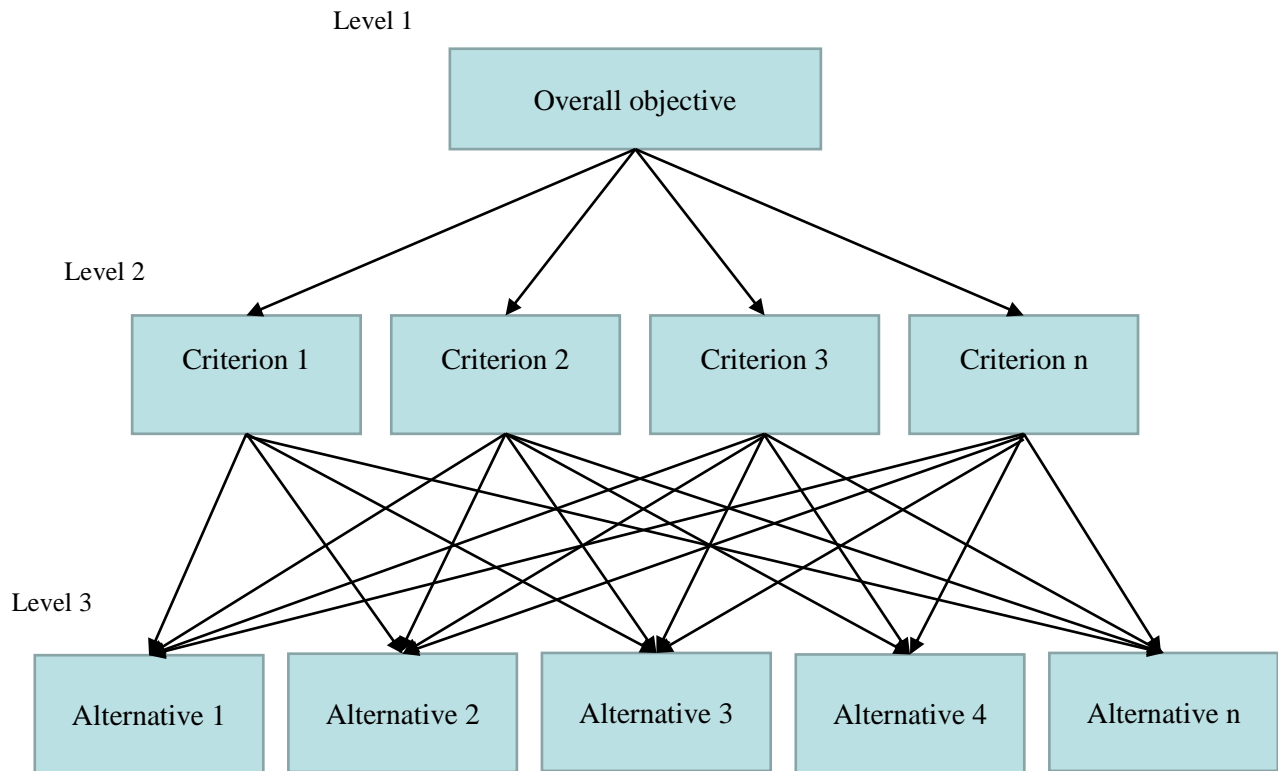 Level 1
Overall objective
Level 2
Criterion 1
Criterion 2
Criterion 3
Criterion n
Level 3
Alternative 1
Alternative 2
Alternative 3
Alternative 4
Alternative n